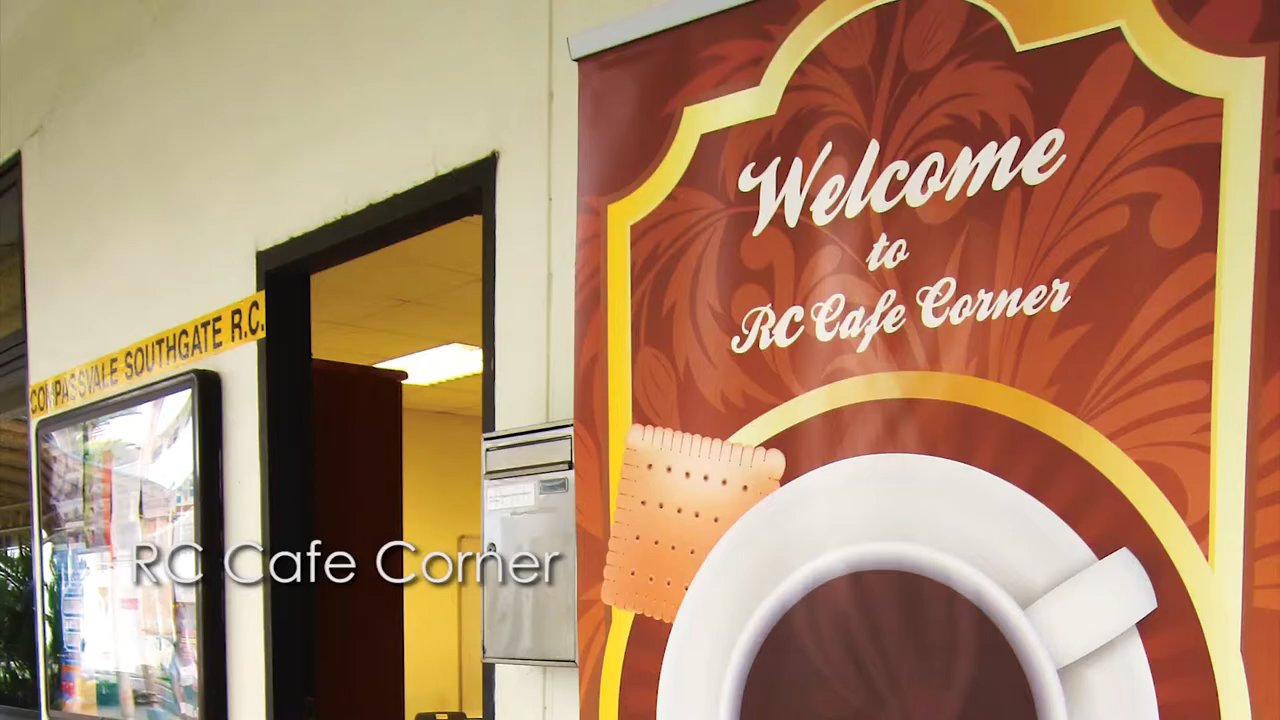 Welcome
to
RC Cafe Corner
COMPASSVALE SOUTHGATE R.C.
RC Cafe Corner